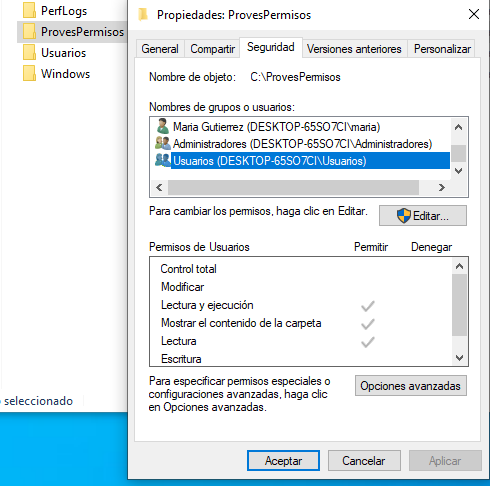 PerfLogs
ProvesPermisos
Usuarios
Windows
seleccionado
Propiedades: ProvesPermisos
General
Compartir
Seguridad
Versiones anteriores
Personalizar
Nombre de objeto: C:\ProvesPermisos
Nombres de grupos o usuarios:
Maria Gutierrez (DESKTOP-65SO7CI\maria)
Administradores (DESKTOP-65SO7CI\Administradores)
Usuarios (DESKTOP-65SO7CI\Usuarios)
Para cambiar los permisos, haga clic en Editar.
Editar...
Permisos de Usuarios Permitir Denegar
Control total
Modificar
Lectura y ejecución
Mostrar el contenido de la carpeta
Lectura
Escritura
Para especificar permisos especiales o
configuraciones avanzadas, haga clic
en Opciones avanzadas.
Opciones avanzadas
Aceptar
Cancelar
Aplicar